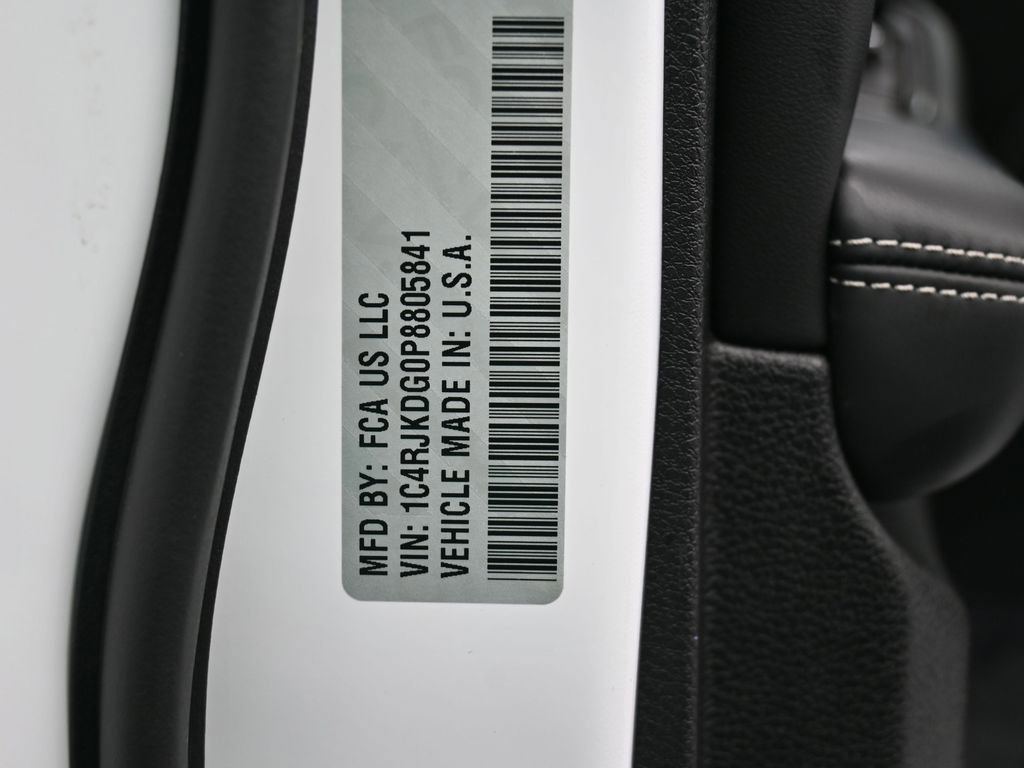 MFD BY: FCA US LLC
VIN: 1C4RJKDG0P8805841
VEHICLE MADE IN: U.S.A.